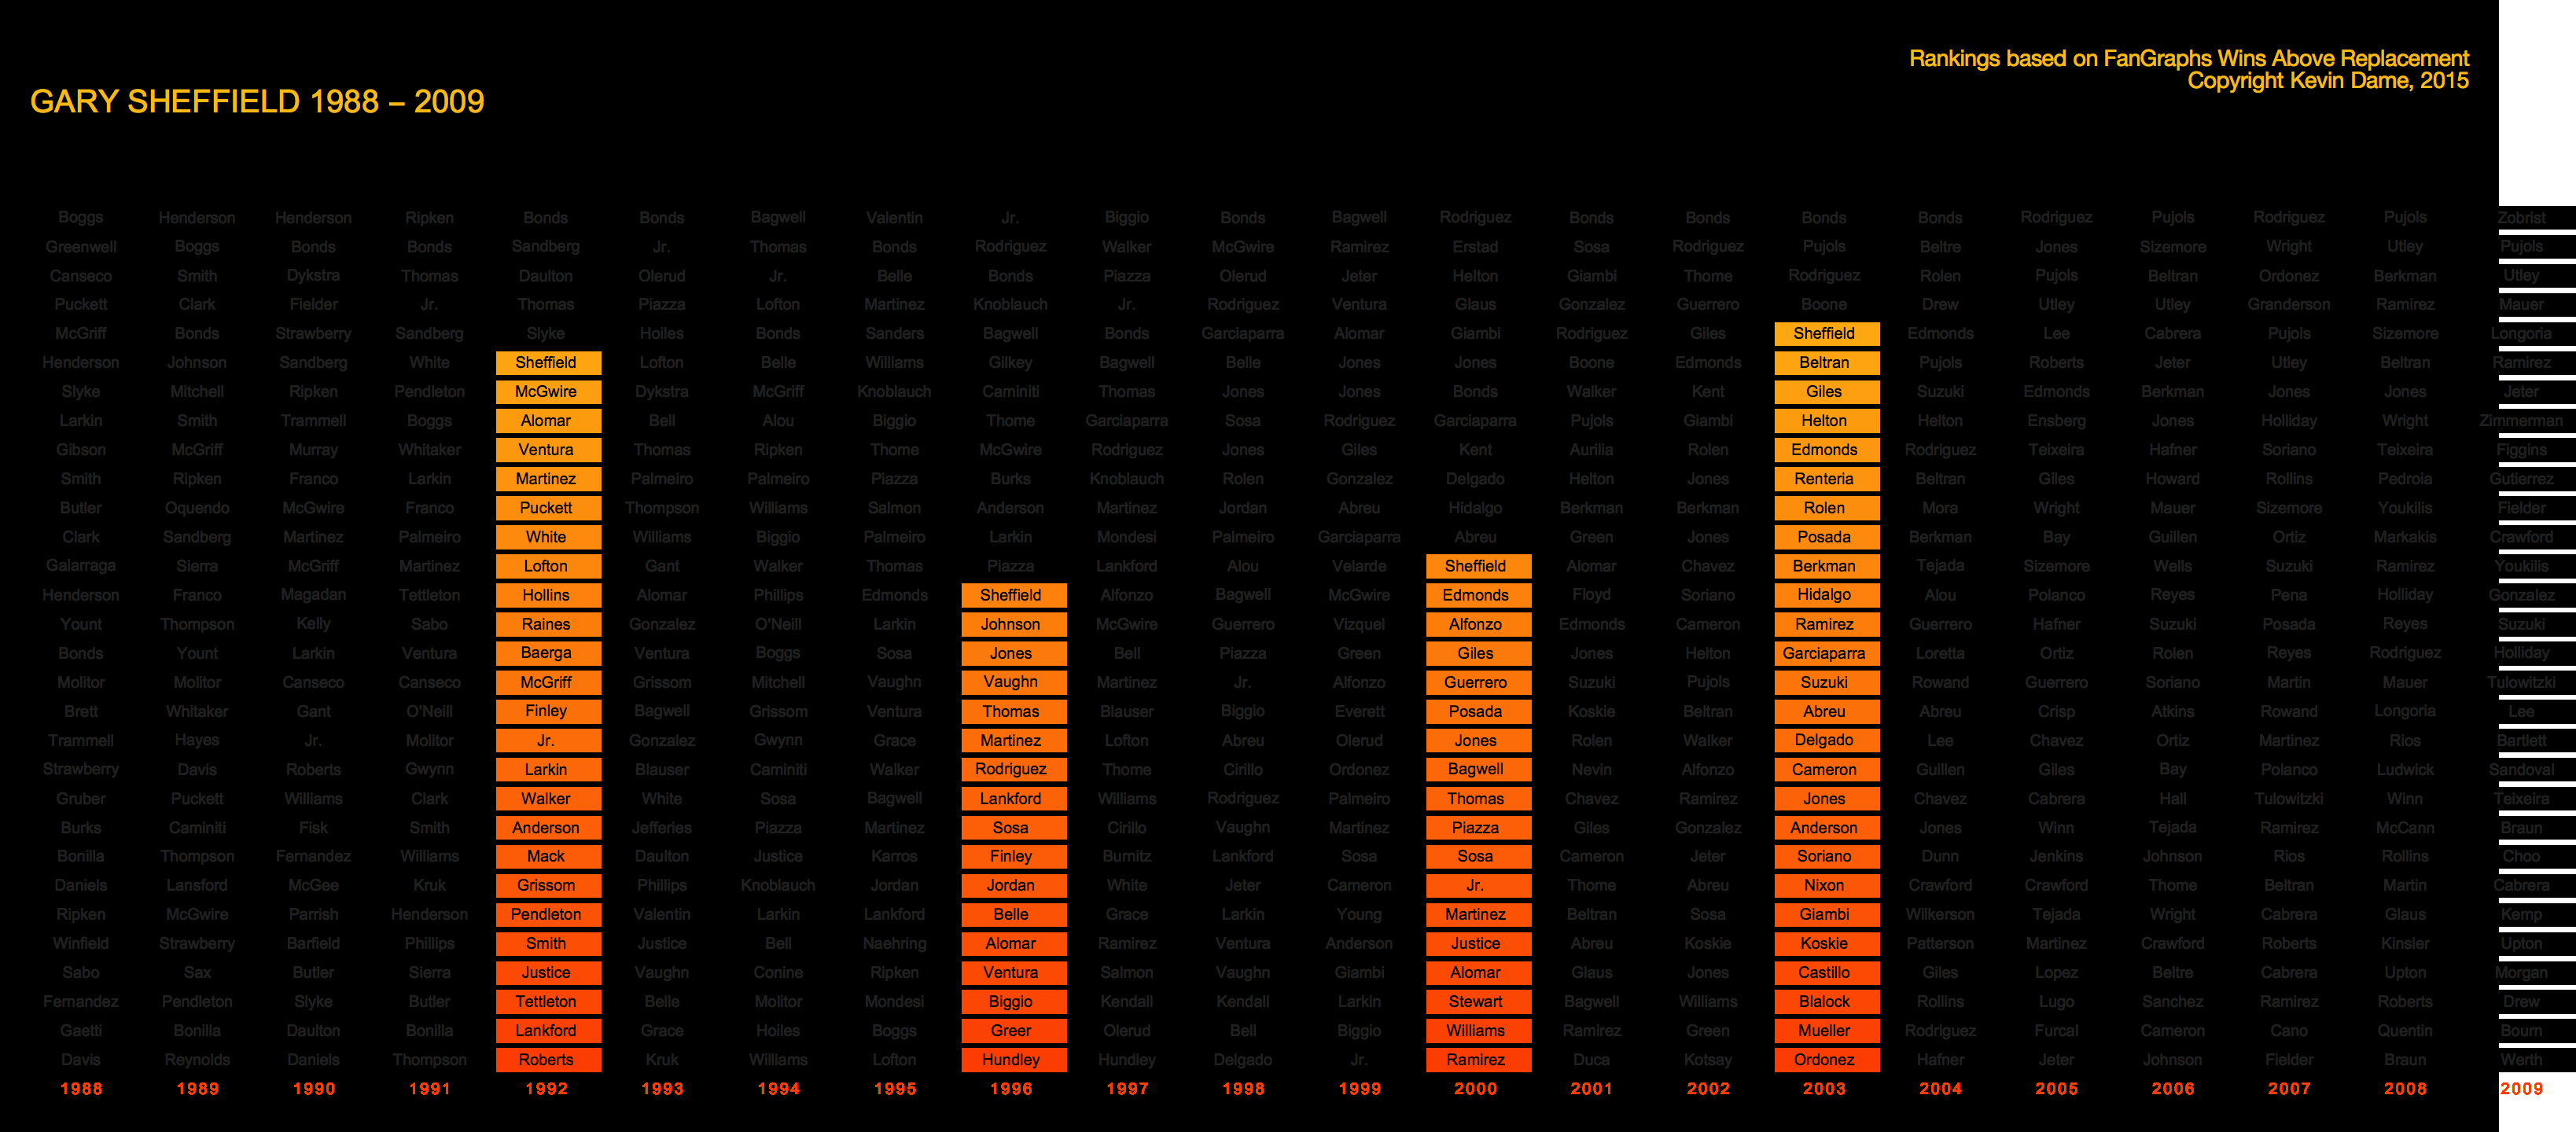 Rankings based on FanGraphs Wins Above Replacement
Copyright Kevin Dame, 2015
GARY SHEFFIELD 1988 – 2009
Boggs Henderson Henderson Ripken Bonds Bonds Bagwell Valentin Jr. Biggio Bonds Bagwell Rodriguez Bonds Bonds Bonds Bonds Rodriguez Pujols Rodriguez Pujols Zobrist
Greenwell Boggs Bonds Bonds Sandberg Jr. Thomas Bonds Rodriguez Walker McGwire Ramirez Erstad Sosa Rodriguez Pujols Beltre Jones Sizemore Wright Utley Pujols
Canseco Smith Dykstra Thomas Daulton Olerud Jr. Belle Bonds Piazza Olerud Jeter Helton Giambi Thome Rodriguez Rolen Pujols Beltran Ordonez Berkman Utley
Puckett Clark Fielder Jr. Thomas Piazza Lofton Martinez Knoblauch Jr. Rodriguez Ventura Glaus Gonzalez Guerrero Boone Drew Utley Utley Granderson Ramirez Mauer
McGriff Bonds Strawberry Sandberg Slyke Hoiles Bonds Sanders Bagwell Bonds Garciaparra Alomar Giambi Rodriguez Giles Sheffield Edmonds Lee Cabrera Pujols Sizemore Longoria
Henderson Johnson Sandberg White Sheffield Lofton Belle Williams Gilkey Bagwell Belle Jones Jones Boone Edmonds Beltran Pujols Roberts Jeter Utley Beltran Ramirez
Slyke Mitchell Ripken Pendleton McGwire Dykstra McGriff Knoblauch Caminiti Thomas Jones Jones Bonds Walker Kent Giles Suzuki Edmonds Berkman Jones Jones Jeter
Larkin Smith Trammell Boggs Alomar Bell Alou Biggio Thome Garciaparra Sosa Rodriguez Garciaparra Pujols Giambi Helton Helton Ensberg Jones Holliday Wright Zimmerman
Gibson McGriff Murray Whitaker Ventura Thomas Ripken Thome McGwire Rodriguez Jones Giles Kent Aurilia Rolen Edmonds Rodriguez Teixeira Hafner Soriano Teixeira Figgins
Smith Ripken Franco Larkin Martinez Palmeiro Palmeiro Piazza Burks Knoblauch Rolen Gonzalez Delgado Helton Jones Renteria Beltran Giles Howard Rollins Pedroia Gutierrez
Butler Oquendo McGwire Franco Puckett Thompson Williams Salmon Anderson Martinez Jordan Abreu Hidalgo Berkman Berkman Rolen Mora Wright Mauer Sizemore Youkilis Fielder
Clark Sandberg Martinez Palmeiro White Williams Biggio Palmeiro Larkin Mondesi Palmeiro Garciaparra Abreu Green Jones Posada Berkman Bay Guillen Ortiz Markakis Crawford
Galarraga Sierra McGriff Martinez Lofton Gant Walker Thomas Piazza Lankford Alou Velarde Sheffield Alomar Chavez Berkman Tejada Sizemore Wells Suzuki Ramirez Youkilis
Henderson Franco Magadan Tettleton Hollins Alomar Phillips Edmonds Sheffield Alfonzo Bagwell McGwire Edmonds Floyd Soriano Hidalgo Alou Polanco Reyes Pena Holliday Gonzalez
Yount Thompson Kelly Sabo Raines Gonzalez O'Neill Larkin Johnson McGwire Guerrero Vizquel Alfonzo Edmonds Cameron Ramirez Guerrero Hafner Suzuki Posada Reyes Suzuki
Bonds Yount Larkin Ventura Baerga Ventura Boggs Sosa Jones Bell Piazza Green Giles Jones Helton Garciaparra Loretta Ortiz Rolen Reyes Rodriguez Holliday
Molitor Molitor Canseco Canseco McGriff Grissom Mitchell Vaughn Vaughn Martinez Jr. Alfonzo Guerrero Suzuki Pujols Suzuki Rowand Guerrero Soriano Martin Mauer Tulowitzki
Brett Whitaker Gant O'Neill Finley Bagwell Grissom Ventura Thomas Blauser Biggio Everett Posada Koskie Beltran Abreu Abreu Crisp Atkins Rowand Longoria Lee
Trammell Hayes Jr. Molitor Jr. Gonzalez Gwynn Grace Martinez Lofton Abreu Olerud Jones Rolen Walker Delgado Lee Chavez Ortiz Martinez Rios Bartlett
Strawberry Davis Roberts Gwynn Larkin Blauser Caminiti Walker Rodriguez Thome Cirillo Ordonez Bagwell Nevin Alfonzo Cameron Guillen Giles Bay Polanco Ludwick Sandoval
Gruber Puckett Williams Clark Walker White Sosa Bagwell Lankford Williams Rodriguez Palmeiro Thomas Chavez Ramirez Jones Chavez Cabrera Hall Tulowitzki Winn Teixeira
Burks Caminiti Fisk Smith Anderson Jefferies Piazza Martinez Sosa Cirillo Vaughn Martinez Piazza Giles Gonzalez Anderson Jones Winn Tejada Ramirez McCann Braun
Bonilla Thompson Fernandez Williams Mack Daulton Justice Karros Finley Burnitz Lankford Sosa Sosa Cameron Jeter Soriano Dunn Jenkins Johnson Rios Rollins Choo
Daniels Lansford McGee Kruk Grissom Phillips Knoblauch Jordan Jordan White Jeter Cameron Jr. Thome Abreu Nixon Crawford Crawford Thome Beltran Martin Cabrera
Ripken McGwire Parrish Henderson Pendleton Valentin Larkin Lankford Belle Grace Larkin Young Martinez Beltran Sosa Giambi Wilkerson Tejada Wright Cabrera Glaus Kemp
Winfield Strawberry Barfield Phillips Smith Justice Bell Naehring Alomar Ramirez Ventura Anderson Justice Abreu Koskie Koskie Patterson Martinez Crawford Roberts Kinsler Upton
Sabo Sax Butler Sierra Justice Vaughn Conine Ripken Ventura Salmon Vaughn Giambi Alomar Glaus Jones Castillo Giles Lopez Beltre Cabrera Upton Morgan
Fernandez Pendleton Slyke Butler Tettleton Belle Molitor Mondesi Biggio Kendall Kendall Larkin Stewart Bagwell Williams Blalock Rollins Lugo Sanchez Ramirez Roberts Drew
Gaetti Bonilla Daulton Bonilla Lankford Grace Hoiles Boggs Greer Olerud Bell Biggio Williams Ramirez Green Mueller Rodriguez Furcal Cameron Cano Quentin Bourn
Davis Reynolds Daniels Thompson Roberts Kruk Williams Lofton Hundley Hundley Delgado Jr. Ramirez Duca Kotsay Ordonez Hafner Jeter Johnson Fielder Braun Werth
1988 1989 1990 1991 1992 1993 1994 1995 1996 1997 1998 1999 2000 2001 2002 2003 2004 2005 2006 2007 2008 2009